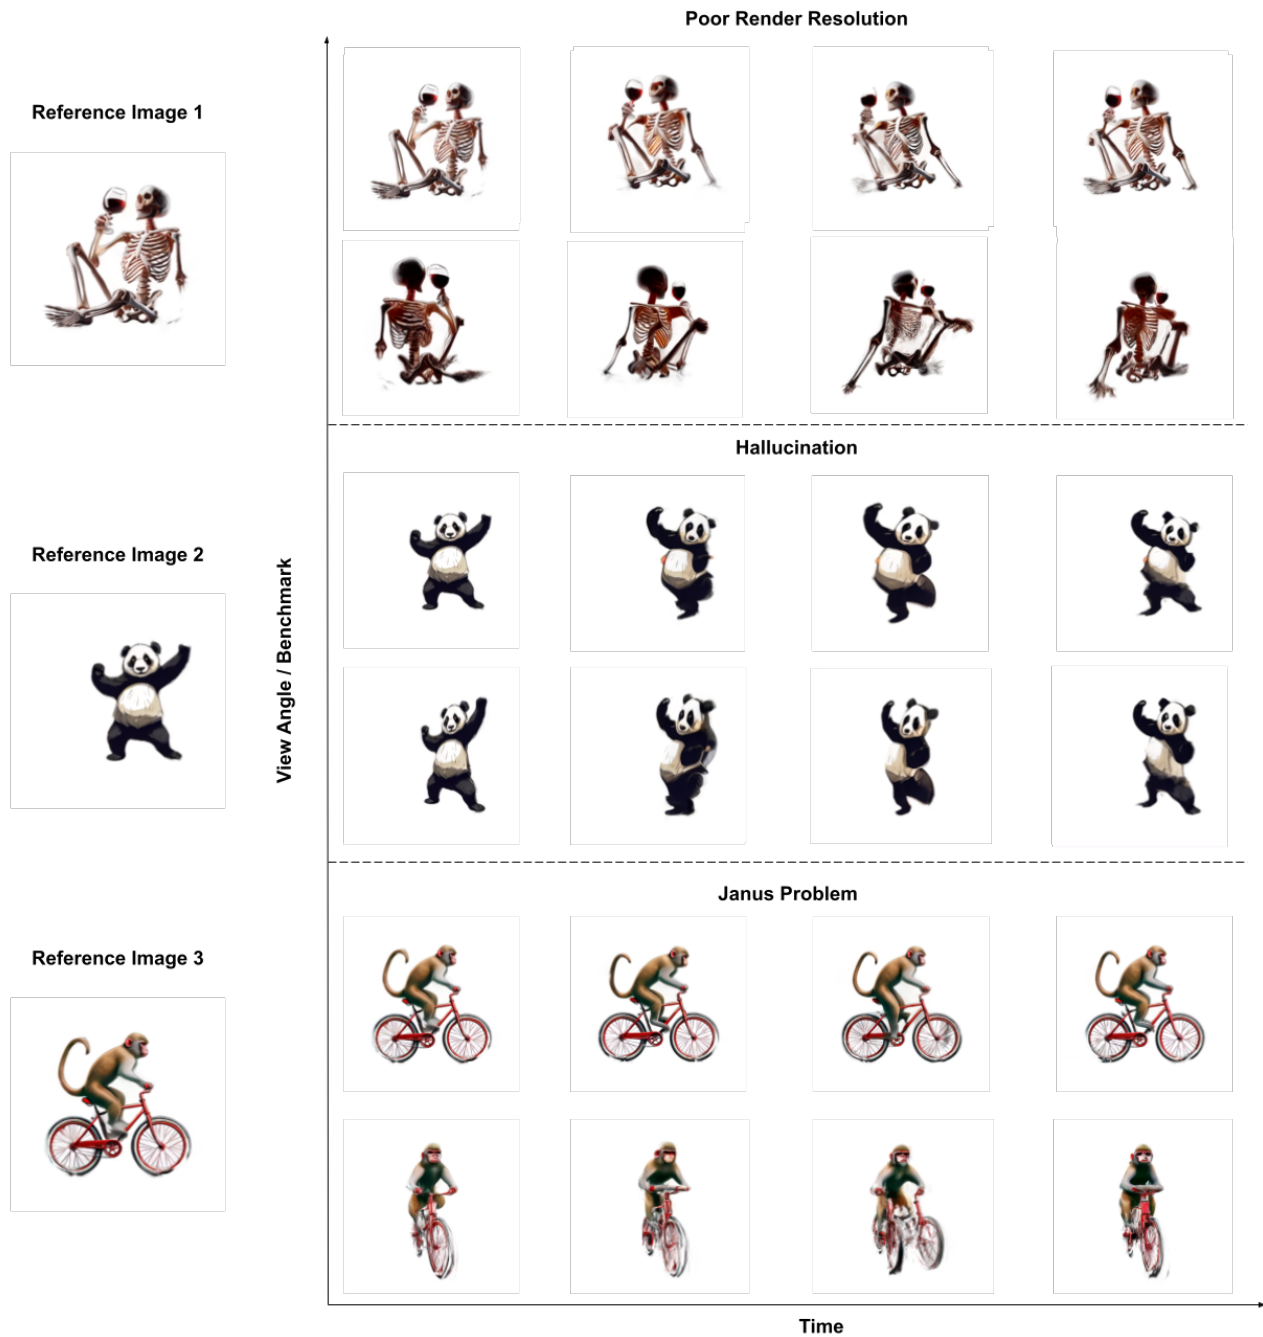 Poor Render Resolution
Reference Image 1
Hallucination
Reference Image 2
View Angle / Benchmark
Janus Problem
Reference Image 3
Time